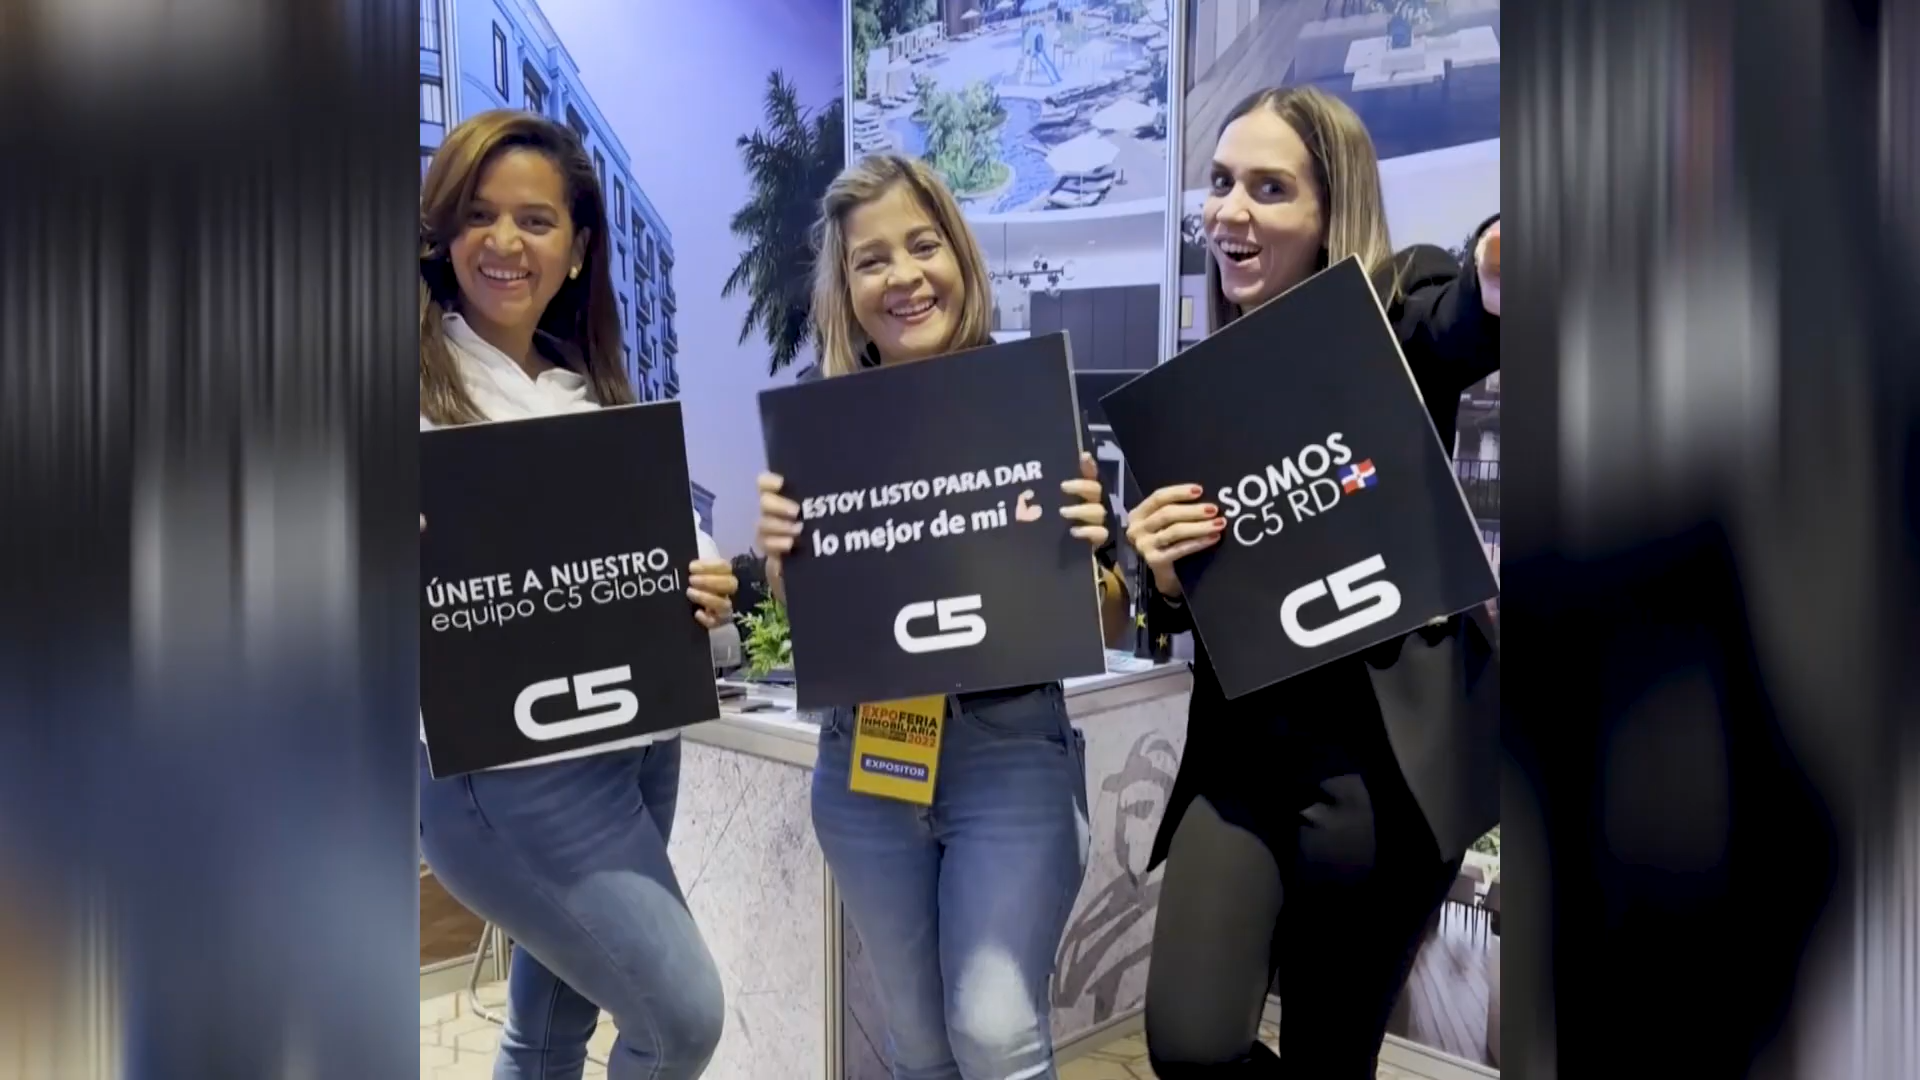 ÚNETE A NUESTRO
equipo C5 Global
C5
ESTOY LISTO PARA DAR
lo mejor de mi
C5
SOMOS
C5 RD
C5
EXPOFERIA
INMOBILIARIA
2022
EXPOSITOR